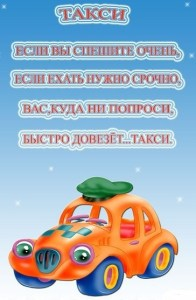 ТАКСИ
ЕСЛИ ВЫ СПЕШИТЕ ОЧЕНЬ,
ЕСЛИ ЕХАТЬ НУЖНО СРОЧНО,
ВАС,КУДА НИ ПОПРОСИ,
БЫСТРО ДОВЕЗЁТ...ТАКСИ.